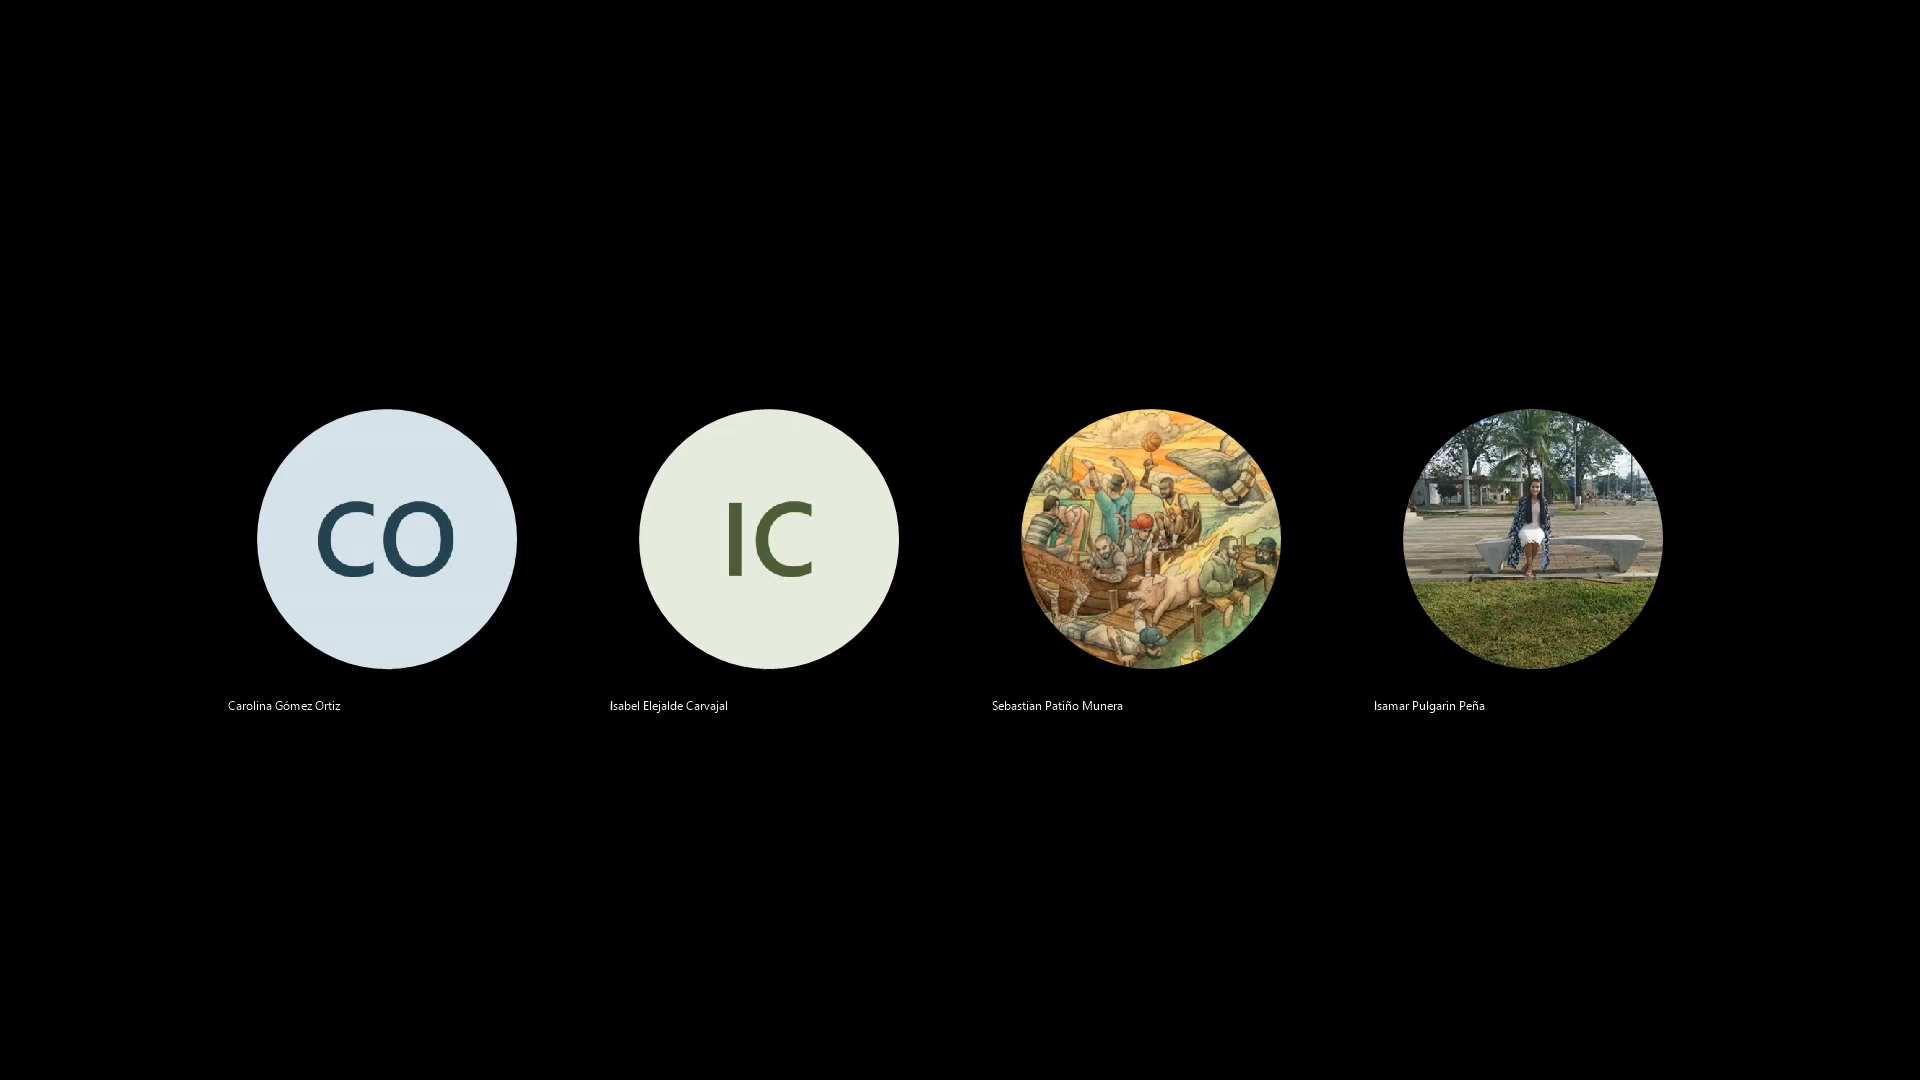 CO
IC
Carolina Gómez Ortiz
Isabel Elejalde Carvajal
Sebastian Patiño Munera
Isamar Pulgarin Peña